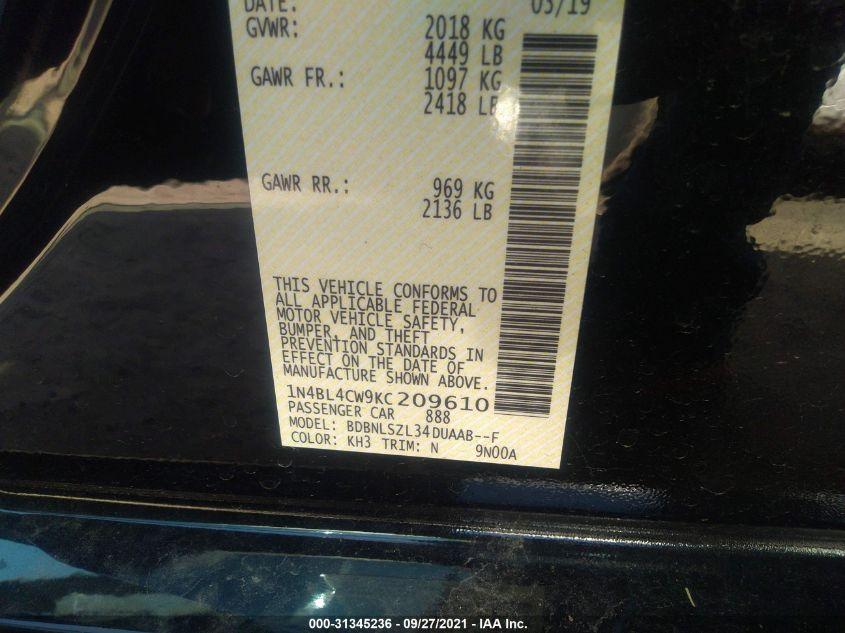 DATE: 03/19
GVWR: 2018 KG
4449 LB
GAWR FR.: 1097 KG
2418 LB
GAWR RR.: 969 KG
2136 LB
THIS VEHICLE CONFORMS TO
ALL APPLICABLE FEDERAL
MOTOR VEHICLE SAFETY,
BUMPER, AND THEFT
PREVENTION STANDARDS IN
EFFECT ON THE DATE OF
MANUFACTURE SHOWN ABOVE.
1N4BL4CW9KC209610
PASSENGER CAR 888
MODEL: BDBNLSZL34DUAAB--F
COLOR: KH3 TRIM: N 9N00A
000-31345236 - 09/27/2021 - IAA Inc.